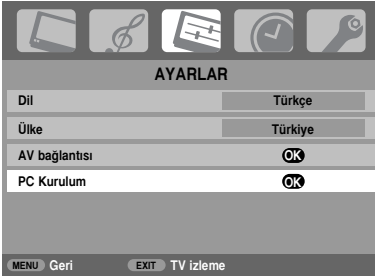 AYARLAR
Dil Türkçe
Ülke Türkiye
AV bağlantısı OK
PC Kurulum OK
MENU Geri EXIT TV izleme